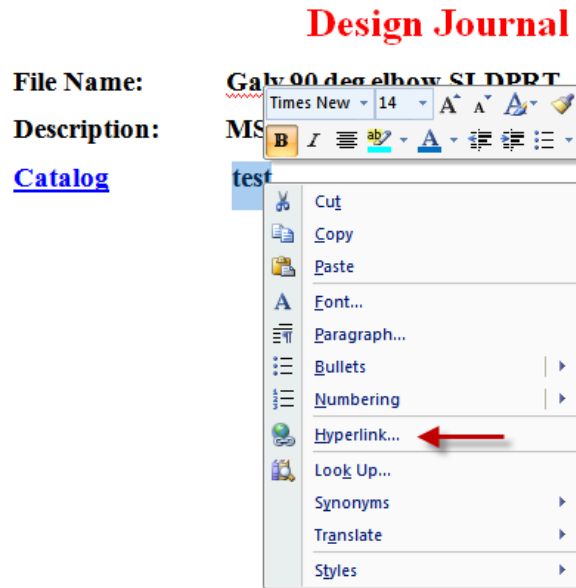 Design Journal
File Name: Galv 90 deg elbow.SLDPRT
Times New 14 A A A
Description: MS
B I ab A
Catalog test
Cut
Copy
Paste
A Font...
Paragraph...
Bullets
Numbering
Hyperlink...
Look Up...
Synonyms
Translate
Styles